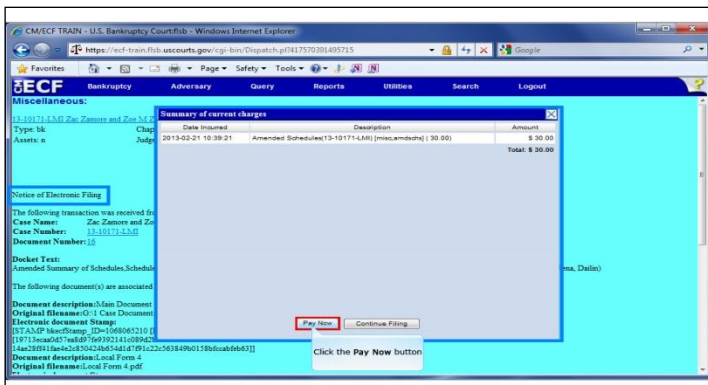 CM/ECF TRAIN - U.S. Bankruptcy Court:flsb - Windows Internet Explorer
https://ecf-train.flsb.uscourts.gov/cgi-bin/Dispatch.pl?417570391495715
Google
Favorites
Page
Safety
Tools
ECF
Bankruptcy
Adversary
Query
Reports
Utilities
Search
Logout
Miscellaneous:
13-10171-LMI Zac Zamore and Zoe M Z
Type: bk
Chap
Assets: n
Judge
Summary of current charges
Date Incurred
Description
Amount
2013-02-21 10:39:21
Amended Schedules(13-10171-LMI) [misc,amdschs] ( 30.00)
$ 30.00
Total: $ 30.00
Notice of Electronic Filing
The following transaction was received fr
Case Name: Zac Zamore and Zo
Case Number: 13-10171-LMI
Document Number: 16
Docket Text:
Amended Summary of Schedules,Schedule
ena, Dailin)
The following document(s) are associated
Document description:Main Document
Original filename:G:\1 Case Document
Electronic document Stamp:
[STAMP bkecfStamp_ID=1068065210 [
Document description:Local Form 4
Original filename:Local Form 4.pdf
Pay Now
Continue Filing
Click the Pay Now button